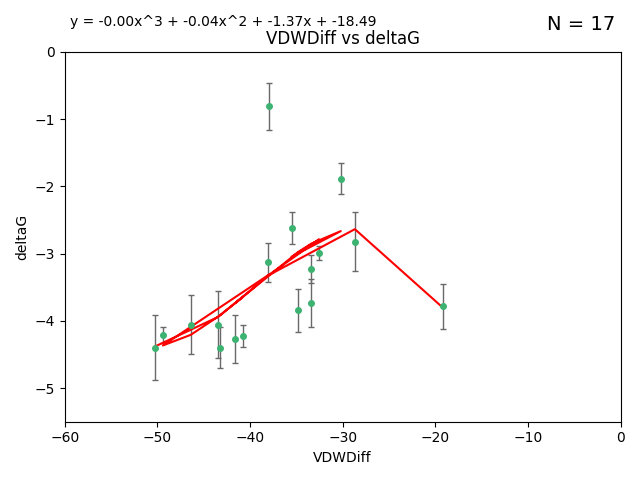 y = -0.00x^3 + -0.04x^2 + -1.37x + -18.49
N = 17
VDWDiff vs deltaG
0
−1
−2
−3
−4
−5
deltaG
−60 −50 −40 −30 −20 −10 0
VDWDiff